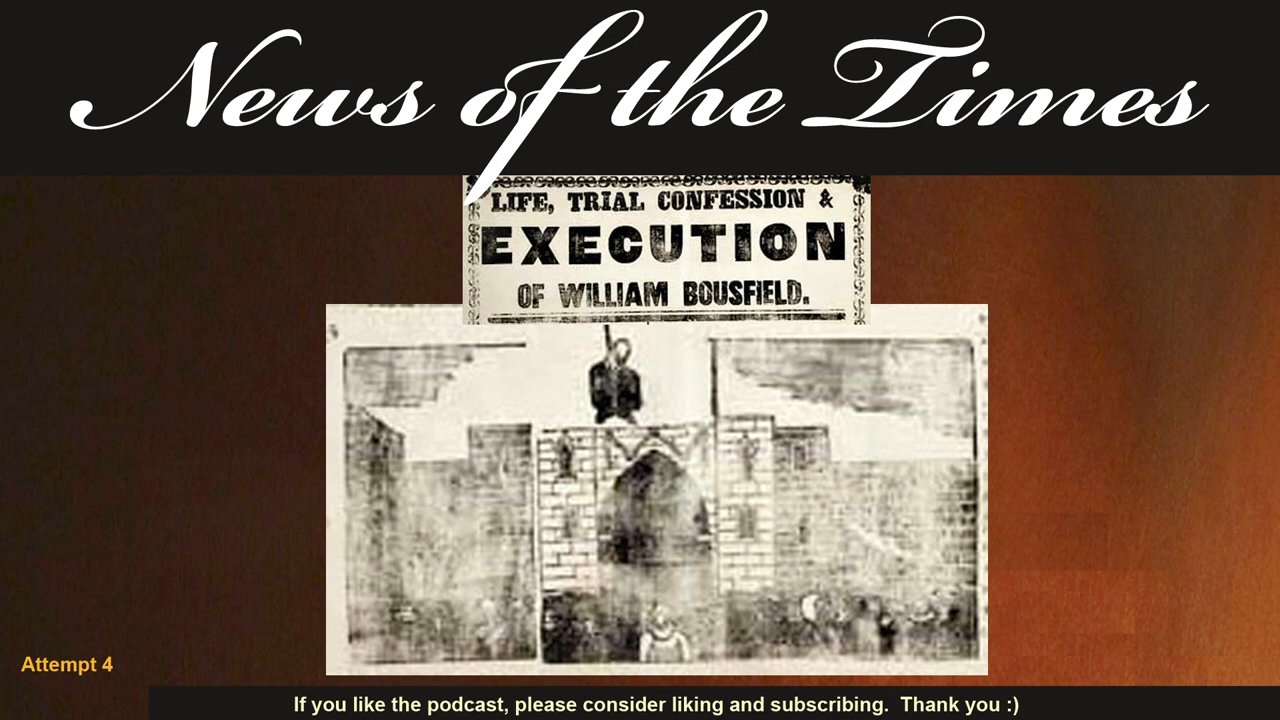 News of the Times
LIFE, TRIAL CONFESSION &
EXECUTION
OF WILLIAM BOUSFIELD.
Attempt 4
If you like the podcast, please consider liking and subscribing.  Thank you :)